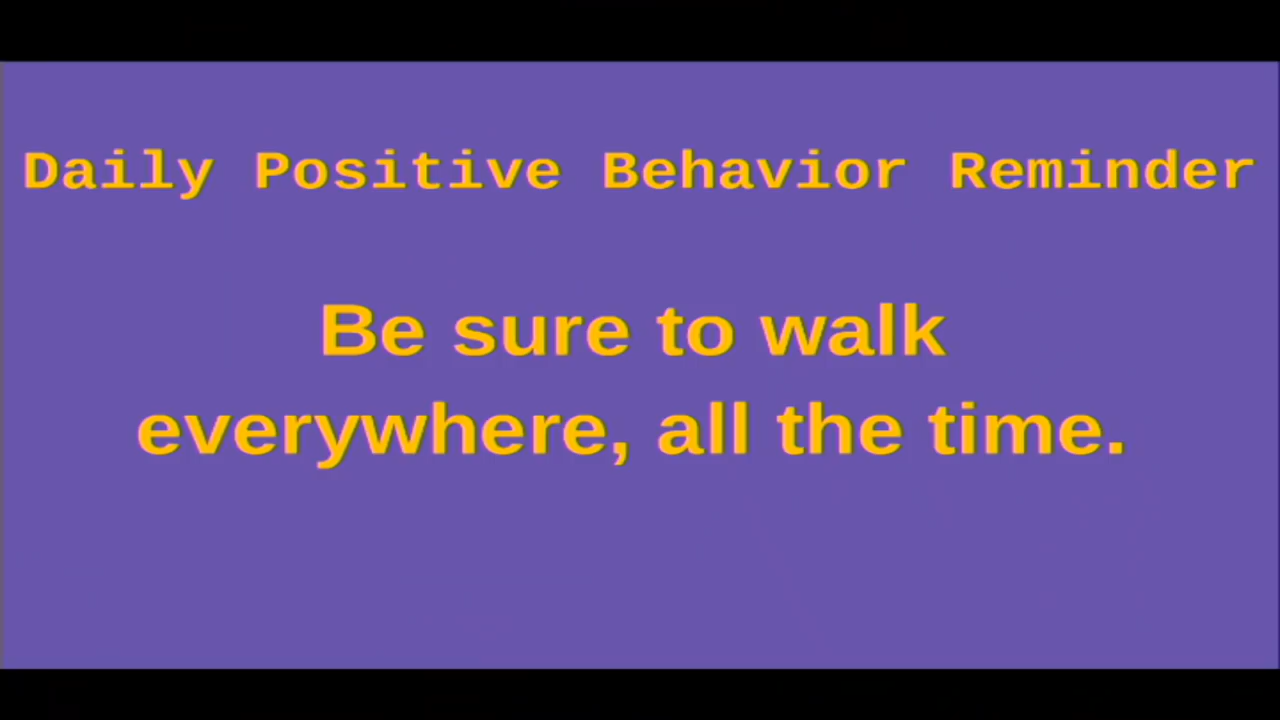 Daily Positive Behavior Reminder
Be sure to walk
everywhere, all the time.